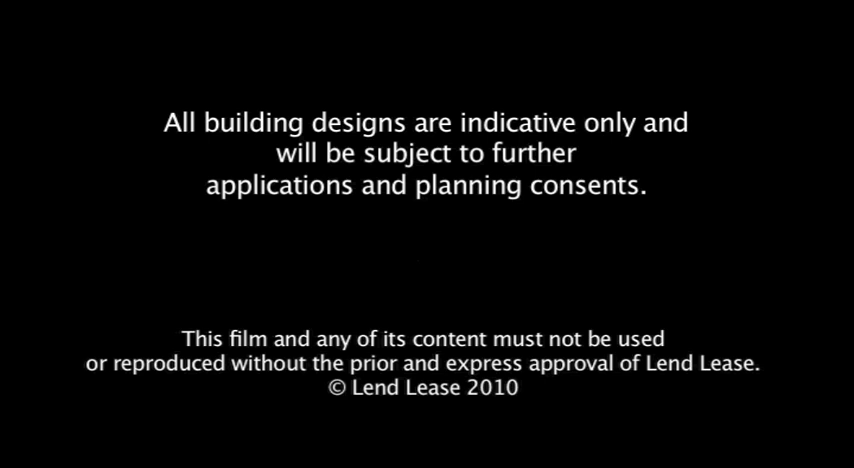 All building designs are indicative only and
will be subject to further
applications and planning consents.
This film and any of its content must not be used
or reproduced without the prior and express approval of Lend Lease.
© Lend Lease 2010